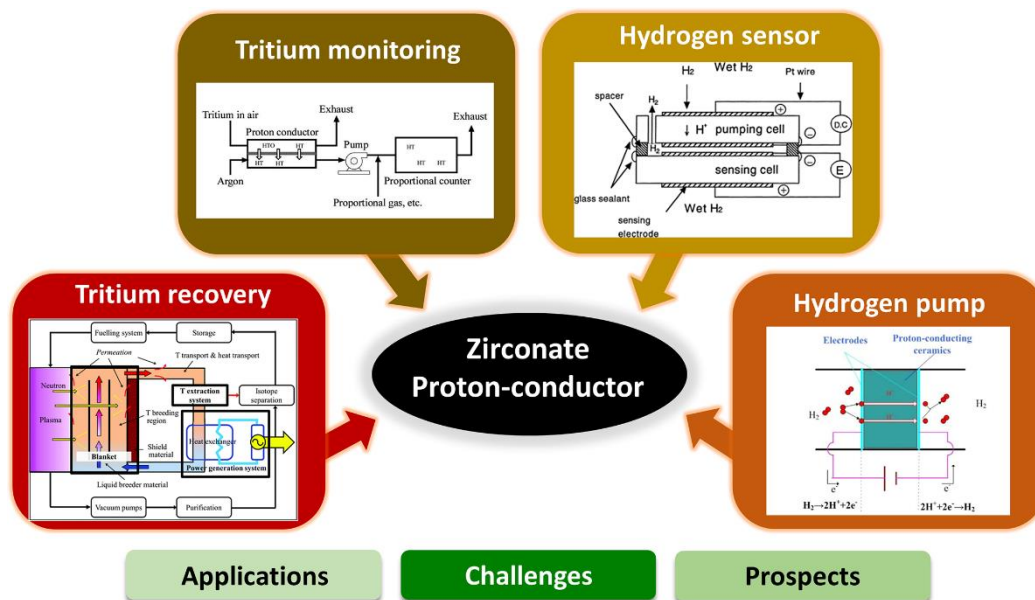 Tritium monitoring
Tritium in air
Exhaust
Proton conductor
HTO
HT
HT
HT
Pump
Argon
HT
HT
HT
Exhaust
Proportional counter
Proportional gas, etc.
Hydrogen sensor
H2
Wet H2
Pt wire
spacer
H2
+
D.C
↓ H+ pumping cell
−
H2
−
sensing cell
E
+
glass sealant
Wet H2
sensing
electrode
Tritium recovery
Fuelling system
Storage
Permeation
T transport & heat transport
Neutron
T extraction
system
Isotope
separation
Plasma
T breeding
region
Shield
material
Heat exchanger
Blanket
Power generation system
Liquid breeder material
Vacuum pumps
Purification
Zirconate
Proton-conductor
Hydrogen pump
Electrodes
Proton-conducting
ceramics
H+
H2
H2
H+
e-
e-
H2→2H++2e-
2H++2e-→H2
Applications
Challenges
Prospects